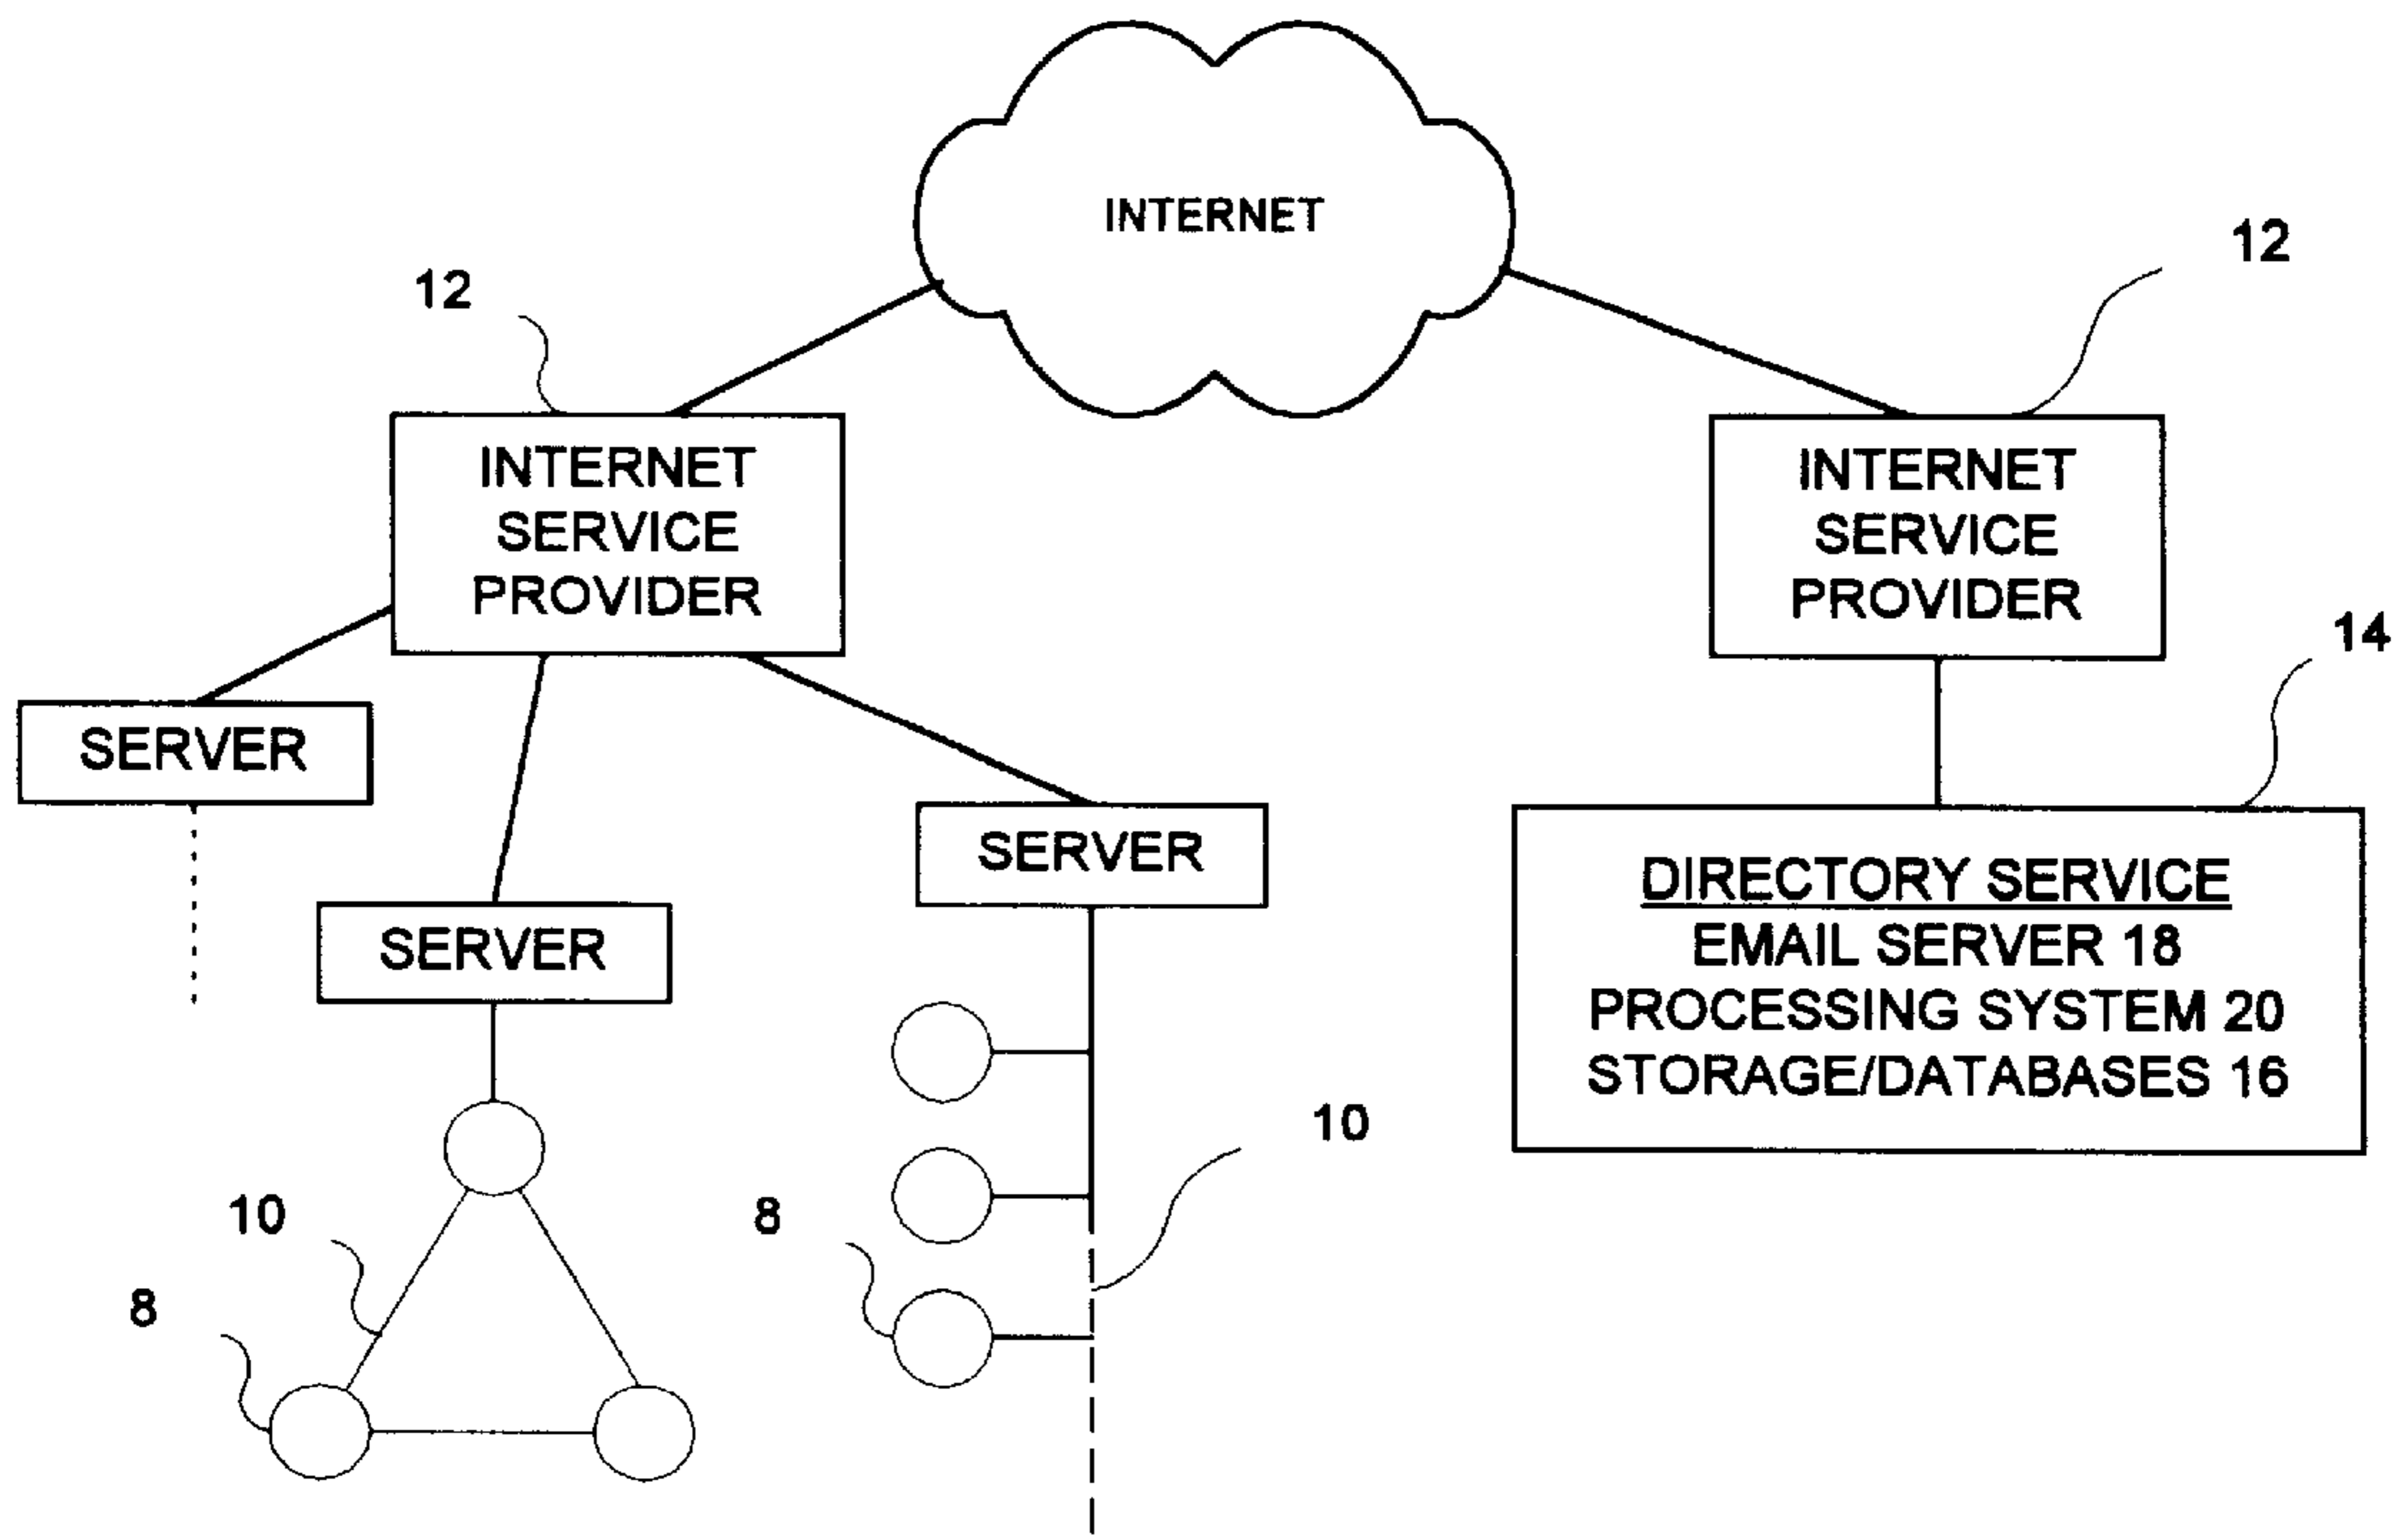 INTERNET
12
12
INTERNET
SERVICE
PROVIDER
INTERNET
SERVICE
PROVIDER
14
SERVER
SERVER
DIRECTORY SERVICE
EMAIL SERVER 18
PROCESSING SYSTEM 20
STORAGE/DATABASES 16
SERVER
10
10
8
8